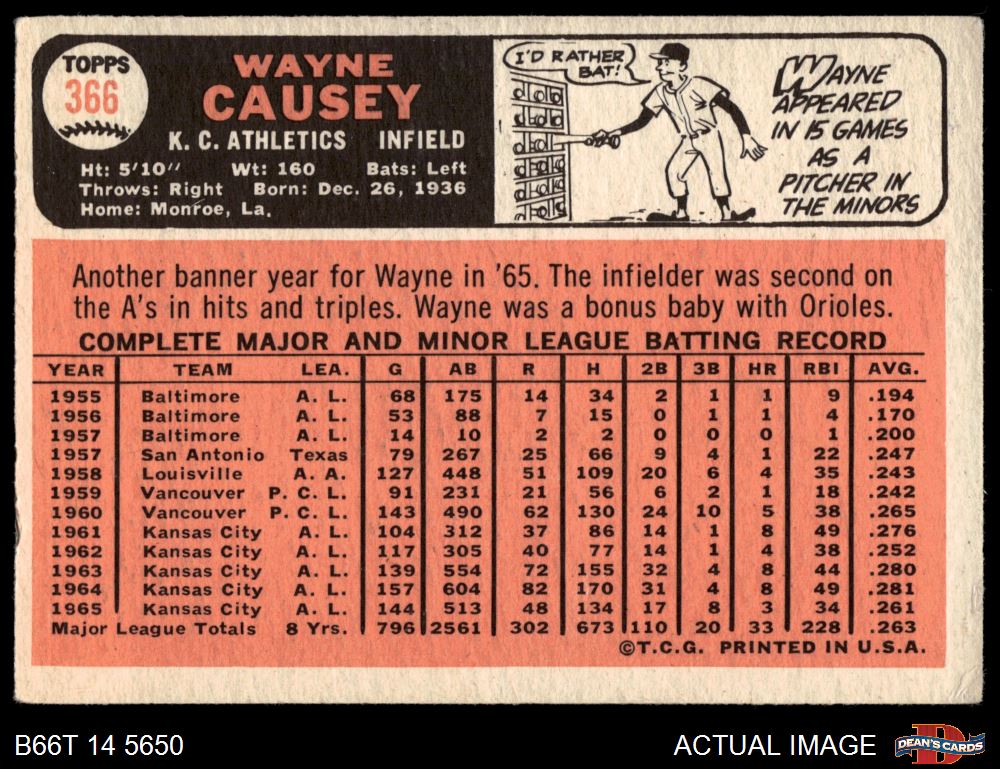 TOPPS
366
WAYNE
CAUSEY
K. C. ATHLETICS INFIELD
Ht: 5'10" Wt: 160 Bats: Left
Throws: Right Born: Dec. 26, 1936
Home: Monroe, La.
I'D RATHER
BAT!
WAYNE
APPEARED
IN 15 GAMES
AS A
PITCHER IN
THE MINORS
Another banner year for Wayne in '65. The infielder was second on
the A's in hits and triples. Wayne was a bonus baby with Orioles.
COMPLETE MAJOR AND MINOR LEAGUE BATTING RECORD
YEAR TEAM LEA. G AB R H 2B 3B HR RBI AVG.
1955 Baltimore A. L. 68 175 14 34 2 1 1 9 .194
1956 Baltimore A. L. 53 88 7 15 0 1 1 4 .170
1957 Baltimore A. L. 14 10 2 2 0 0 0 1 .200
1957 San Antonio Texas 79 267 25 66 9 4 1 22 .247
1958 Louisville A. A. 127 448 51 109 20 6 4 35 .243
1959 Vancouver P. C. L. 91 231 21 56 6 2 1 18 .242
1960 Vancouver P. C. L. 143 490 62 130 24 10 5 38 .265
1961 Kansas City A. L. 104 312 37 86 14 1 8 49 .276
1962 Kansas City A. L. 117 305 40 77 14 1 4 38 .252
1963 Kansas City A. L. 139 554 72 155 32 4 8 44 .280
1964 Kansas City A. L. 157 604 82 170 31 4 8 49 .281
1965 Kansas City A. L. 144 513 48 134 17 8 3 34 .261
Major League Totals 8 Yrs. 796 2561 302 673 110 20 33 228 .263
©T.C.G. PRINTED IN U.S.A.
B66T 14 5650 ACTUAL IMAGE
D
DEAN'S CARDS